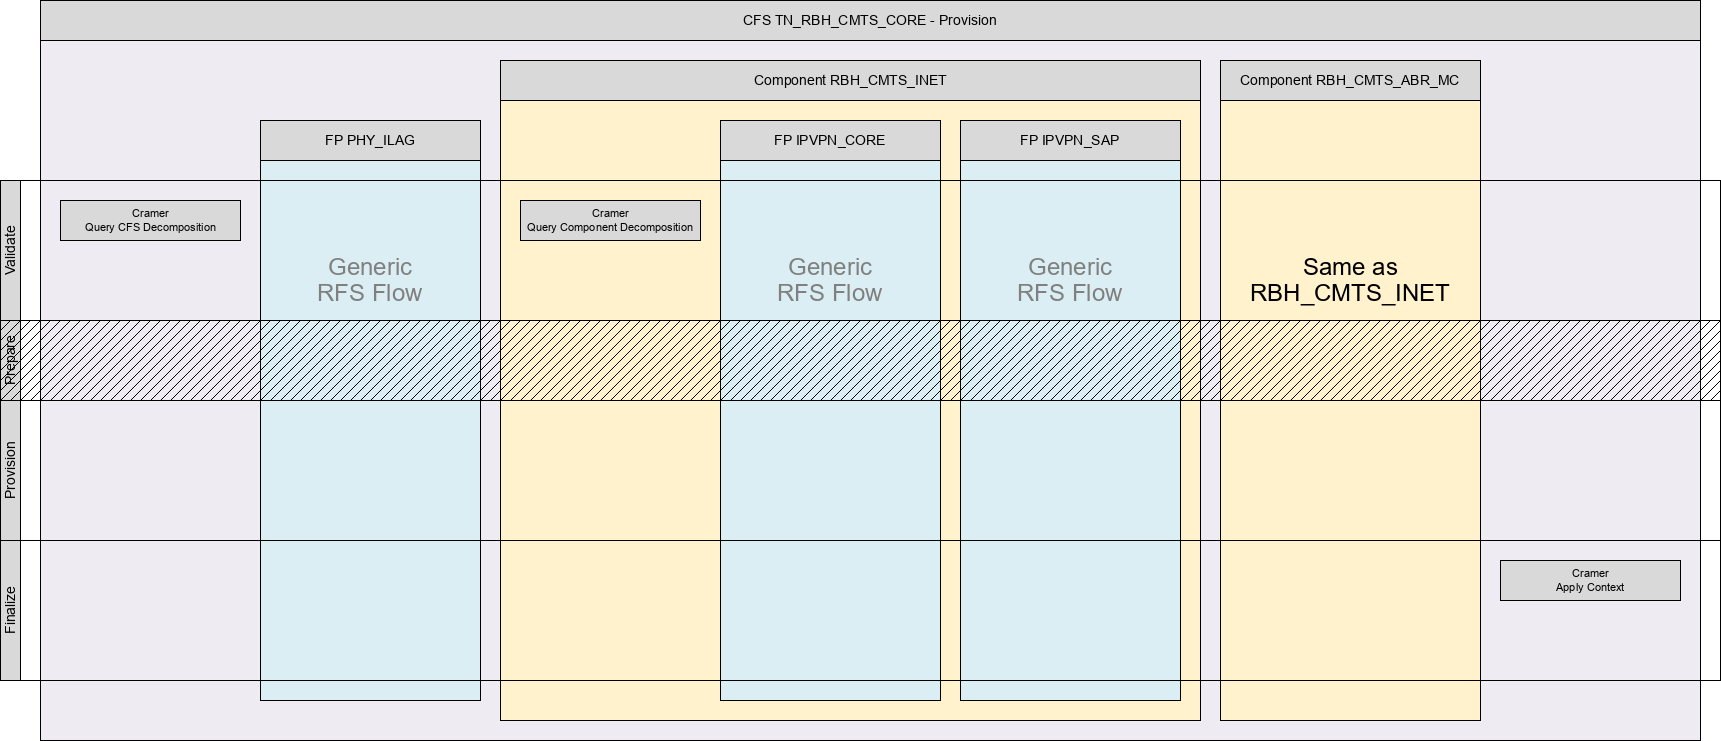 CFS TN_RBH_CMTS_CORE - Provision
Component RBH_CMTS_INET
Component RBH_CMTS_ABR_MC
FP PHY_ILAG
FP IPVPN_CORE
FP IPVPN_SAP
Validate
Cramer
Query CFS Decomposition
Generic
RFS Flow
Cramer
Query Component Decomposition
Generic
RFS Flow
Generic
RFS Flow
Same as
RBH_CMTS_INET
Prepare
Provision
Finalize
Cramer
Apply Context